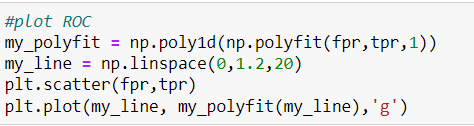 #plot ROC
my_polyfit = np.poly1d(np.polyfit(fpr,tpr,1))
my_line = np.linspace(0,1.2,20)
plt.scatter(fpr,tpr)
plt.plot(my_line, my_polyfit(my_line),'g')